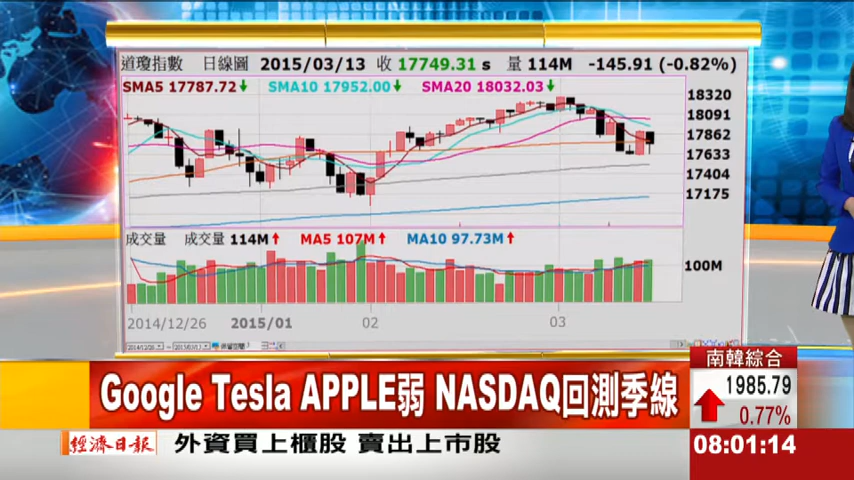 道瓊指數 日線圖 2015/03/13 收 17749.31 s 量 114M -145.91 (-0.82%)
SMA5 17787.72↓ SMA10 17952.00↓ SMA20 18032.03↓
18320
18091
17862
17633
17404
17175
成交量 成交量 114M↑ MA5 107M↑ MA10 97.73M↑
100M
2014/12/26 2015/01 02 03
Google Tesla APPLE弱 NASDAQ回測季線
南韓綜合
1985.79
0.77%
經濟日報 外資買上櫃股 賣出上市股
08:01:14